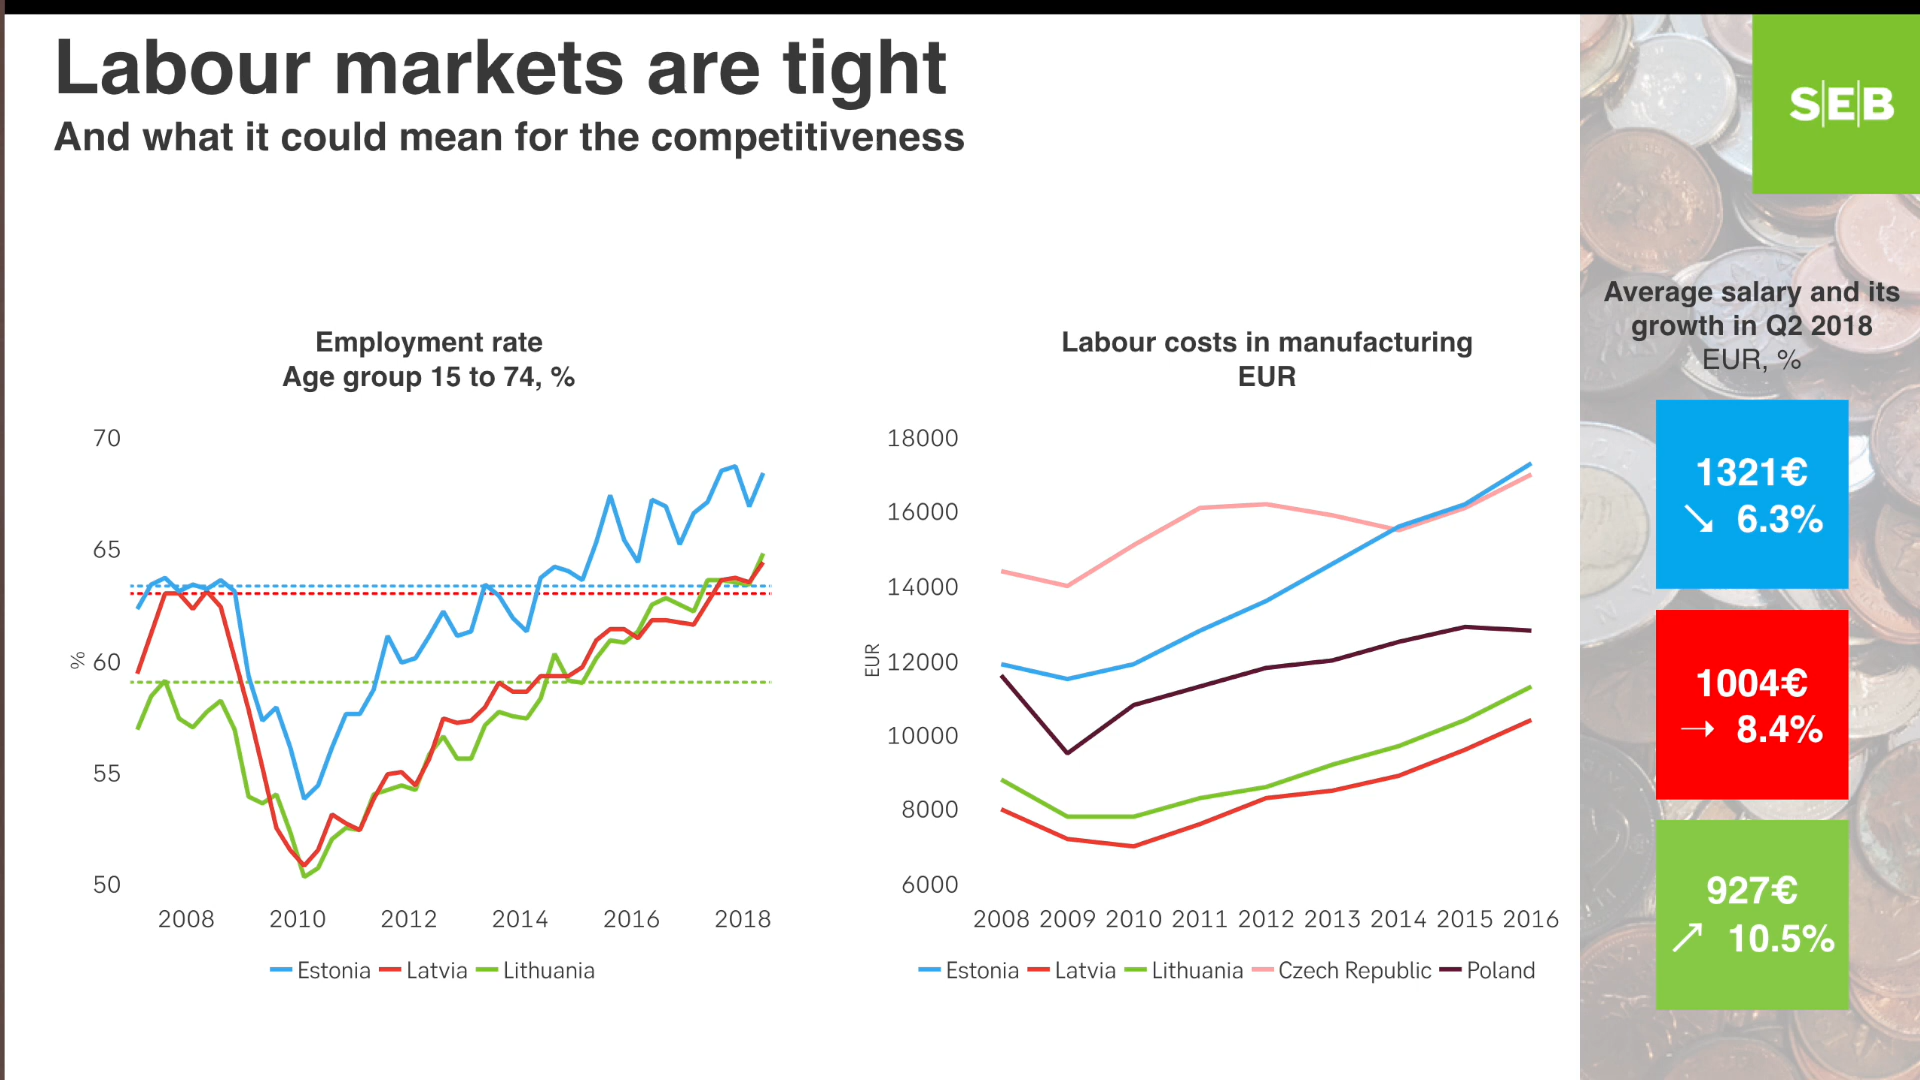 Labour markets are tight
And what it could mean for the competitiveness
S|E|B
Employment rate
Age group 15 to 74, %
70
65
60
55
50
%
2008 2010 2012 2014 2016 2018
Estonia Latvia Lithuania
Labour costs in manufacturing
EUR
18000
16000
14000
12000
10000
8000
6000
EUR
2008 2009 2010 2011 2012 2013 2014 2015 2016
Estonia Latvia Lithuania Czech Republic Poland
Average salary and its
growth in Q2 2018
EUR, %
1321€
↘ 6.3%
1004€
→ 8.4%
927€
↗ 10.5%